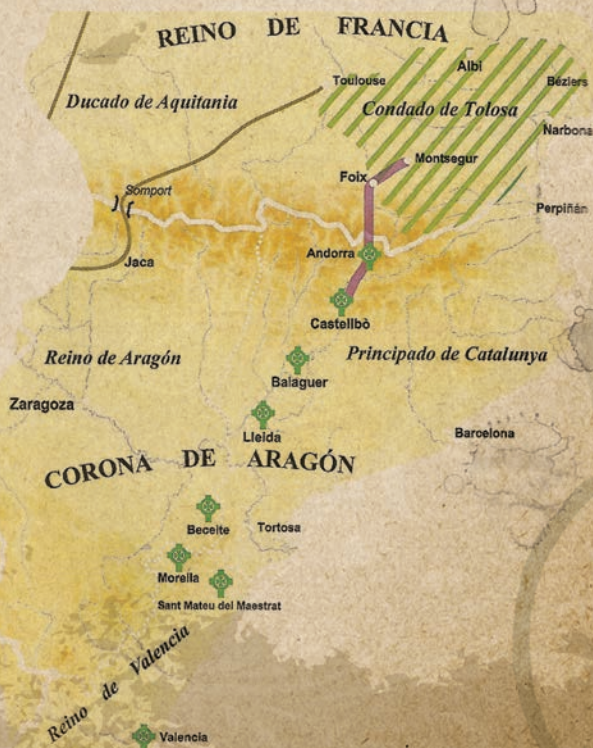 REINO DE FRANCIA
Albi
Toulouse
Béziers
Ducado de Aquitania
Condado de Tolosa
Narbona
Montsegur
Foix
Somport
Perpiñán
Andorra
Jaca
Castellbò
Reino de Aragón
Principado de Catalunya
Balaguer
Zaragoza
Lleida
Barcelona
CORONA DE ARAGÓN
Beceite
Tortosa
Morella
Sant Mateu del Maestrat
Reino de Valencia
Valencia